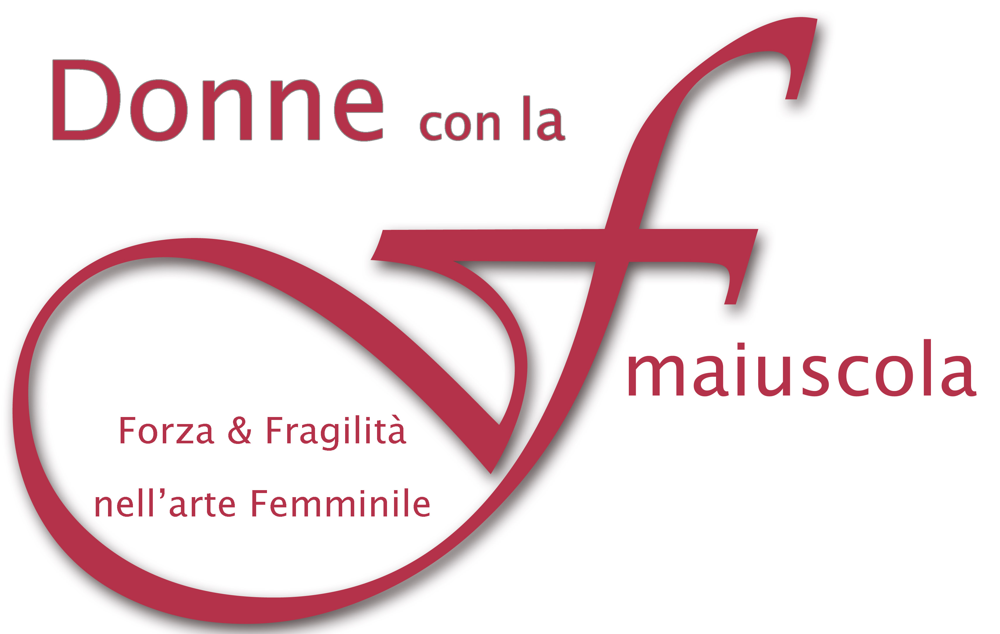 Donne con la
f
maiuscola
Forza & Fragilità
nell’arte Femminile